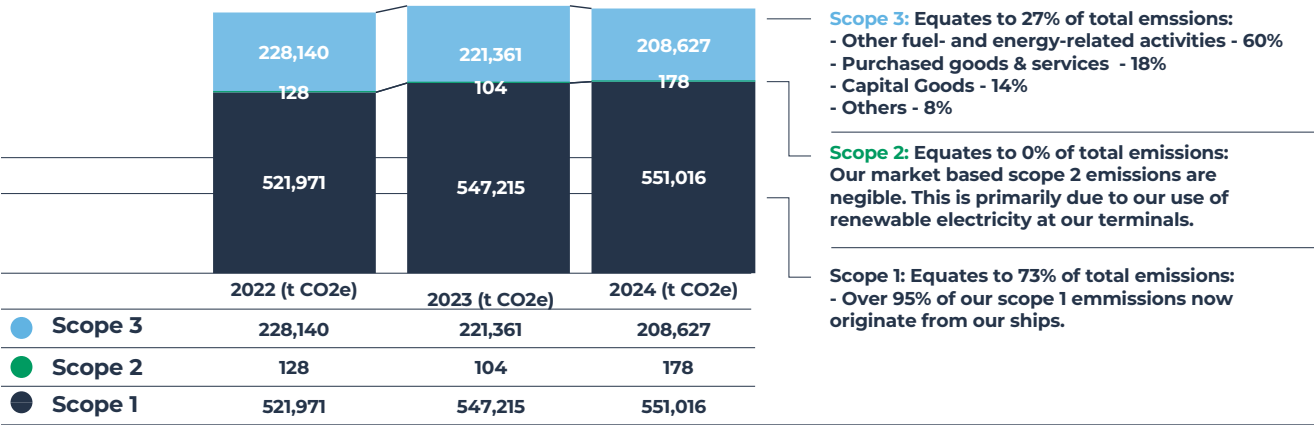 228,140
221,361
208,627
128
104
178
521,971
547,215
551,016
2022 (t CO2e)
2023 (t CO2e)
2024 (t CO2e)
Scope 3 228,140 221,361 208,627
Scope 2 128 104 178
Scope 1 521,971 547,215 551,016
Scope 3: Equates to 27% of total emssions:
- Other fuel- and energy-related activities - 60%
- Purchased goods & services - 18%
- Capital Goods - 14%
- Others - 8%
Scope 2: Equates to 0% of total emissions:
Our market based scope 2 emissions are
negible. This is primarily due to our use of
renewable electricity at our terminals.
Scope 1: Equates to 73% of total emissions:
- Over 95% of our scope 1 emmissions now
originate from our ships.